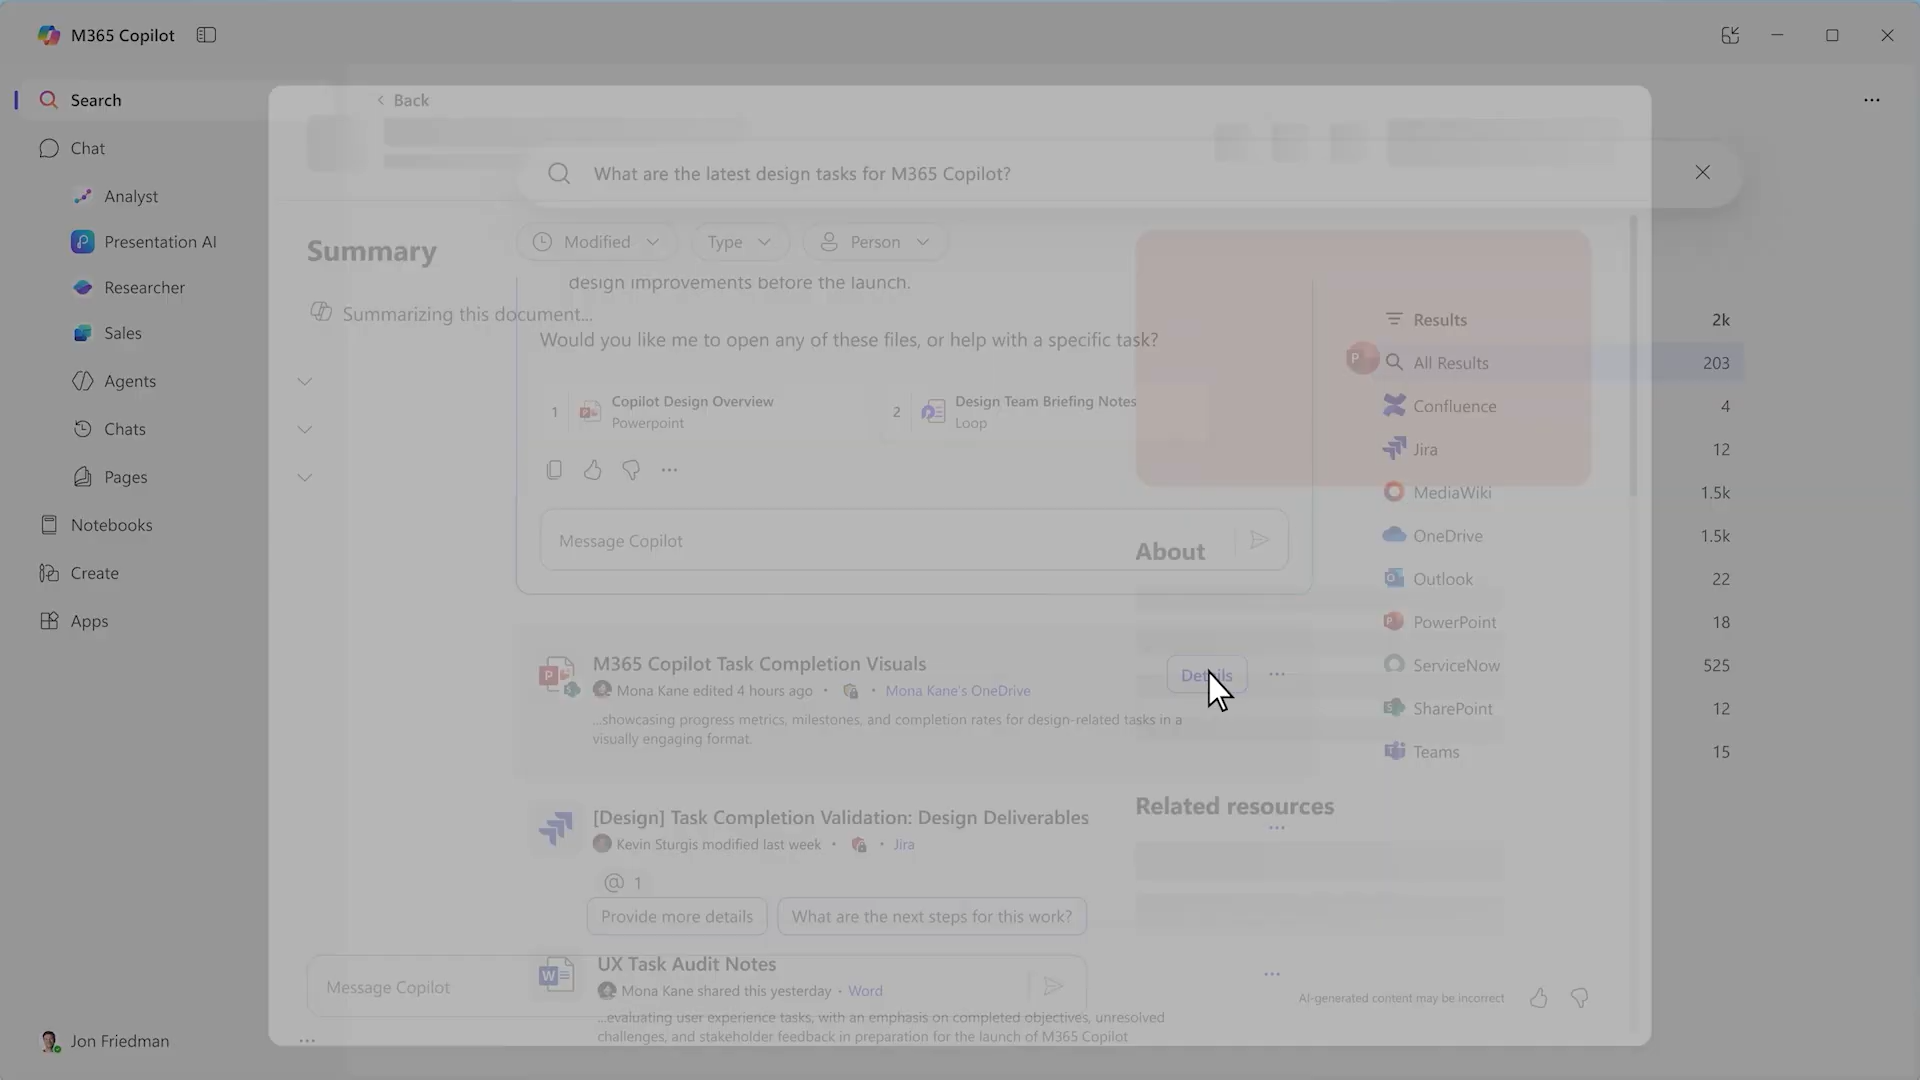 M365 Copilot
Search
Chat
Analyst
Presentation AI
Researcher
Sales
Agents
Chats
Pages
Notebooks
Create
Apps
Jon Friedman
Back
What are the latest design tasks for M365 Copilot?
Summary
Summarizing this document...
Modified
Type
Person
design improvements before the launch.
Would you like me to open any of these files, or help with a specific task?
1
Copilot Design Overview
Powerpoint
2
Design Team Briefing Notes
Loop
Message Copilot
M365 Copilot Task Completion Visuals
Mona Kane edited 4 hours ago • • Mona Kane's OneDrive
...showcasing progress metrics, milestones, and completion rates for design-related tasks in a
visually engaging format.
Details
[Design] Task Completion Validation: Design Deliverables
Kevin Sturgis modified last week • • Jira
@ 1
Provide more details
What are the next steps for this work?
UX Task Audit Notes
Mona Kane shared this yesterday • Word
...evaluating user experience tasks, with an emphasis on completed objectives, unresolved
challenges, and stakeholder feedback in preparation for the launch of M365 Copilot
Message Copilot
About
Related resources
AI-generated content may be incorrect
Results 2k
All Results 203
Confluence 4
Jira 12
MediaWiki 1.5k
OneDrive 1.5k
Outlook 22
PowerPoint 18
ServiceNow 525
SharePoint 12
Teams 15